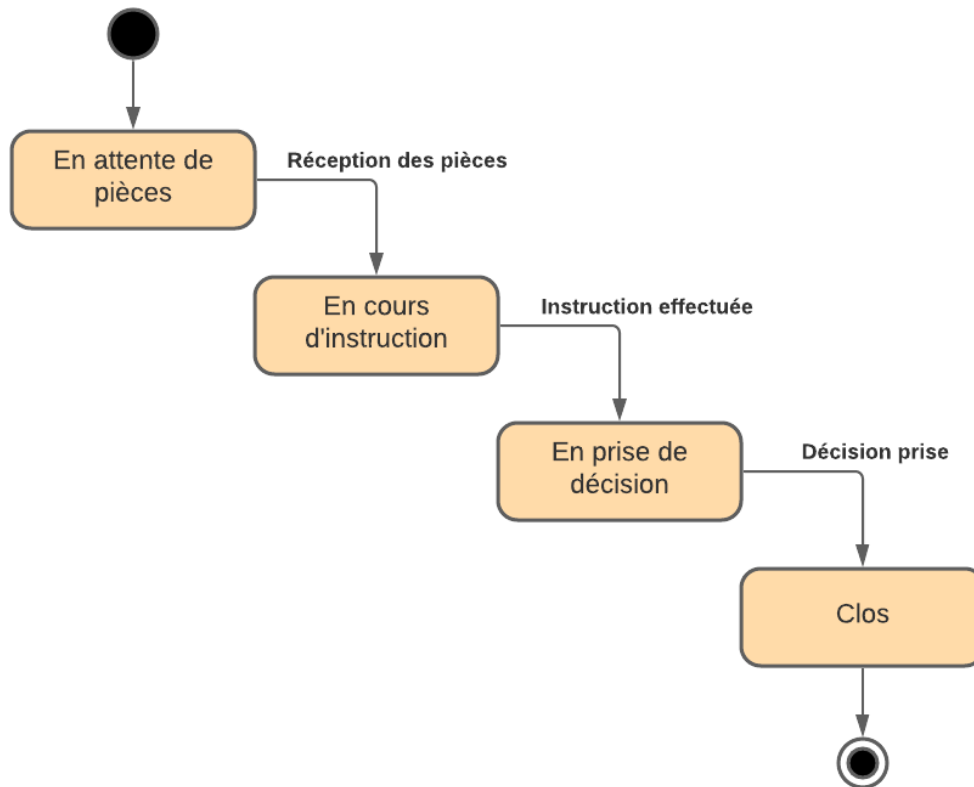 En attente de
pièces
Réception des pièces
En cours
d'instruction
Instruction effectuée
En prise de
décision
Décision prise
Clos